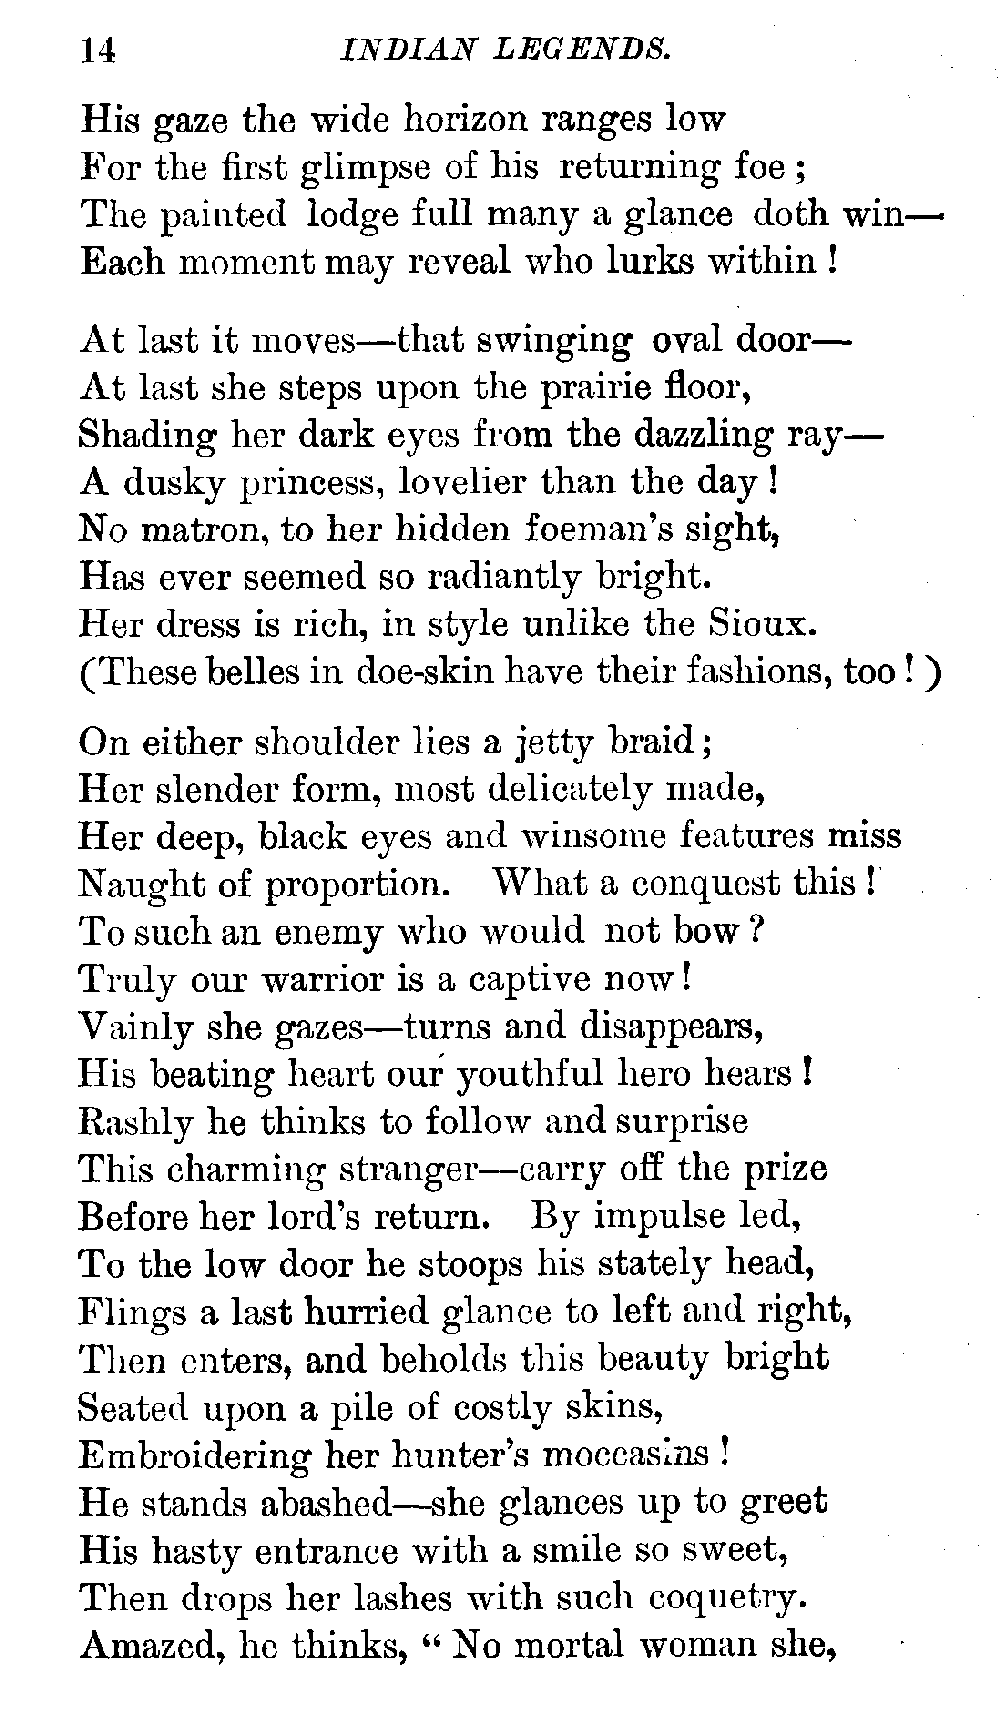 14 INDIAN LEGENDS.
His gaze the wide horizon ranges low
For the first glimpse of his returning foe;
The painted lodge full many a glance doth win—
Each moment may reveal who lurks within!
At last it moves—that swinging oval door—
At last she steps upon the prairie floor,
Shading her dark eyes from the dazzling ray—
A dusky princess, lovelier than the day!
No matron, to her hidden foeman's sight,
Has ever seemed so radiantly bright.
Her dress is rich, in style unlike the Sioux.
(These belles in doe-skin have their fashions, too!)
On either shoulder lies a jetty braid;
Her slender form, most delicately made,
Her deep, black eyes and winsome features miss
Naught of proportion. What a conquest this!
To such an enemy who would not bow?
Truly our warrior is a captive now!
Vainly she gazes—turns and disappears,
His beating heart our youthful hero hears!
Rashly he thinks to follow and surprise
This charming stranger—carry off the prize
Before her lord's return. By impulse led,
To the low door he stoops his stately head,
Flings a last hurried glance to left and right,
Then enters, and beholds this beauty bright
Seated upon a pile of costly skins,
Embroidering her hunter's moccasins!
He stands abashed—she glances up to greet
His hasty entrance with a smile so sweet,
Then drops her lashes with such coquetry.
Amazed, he thinks, "No mortal woman she,